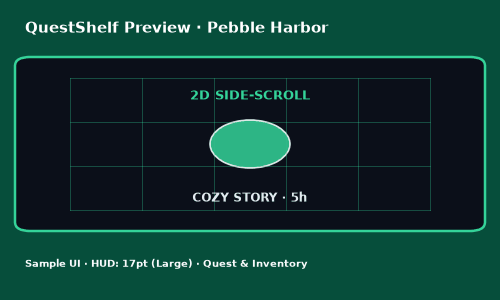 QuestShelf Preview · Pebble Harbor
2D SIDE-SCROLL
COZY STORY · 5h
Sample UI · HUD: 17pt (Large) · Quest & Inventory